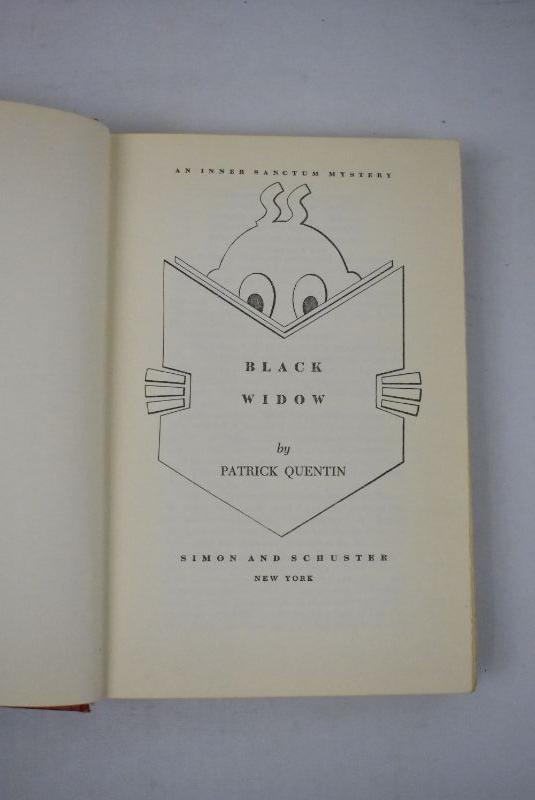 AN INNER SANCTUM MYSTERY
BLACK
WIDOW
by
PATRICK QUENTIN
SIMON AND SCHUSTER
NEW YORK